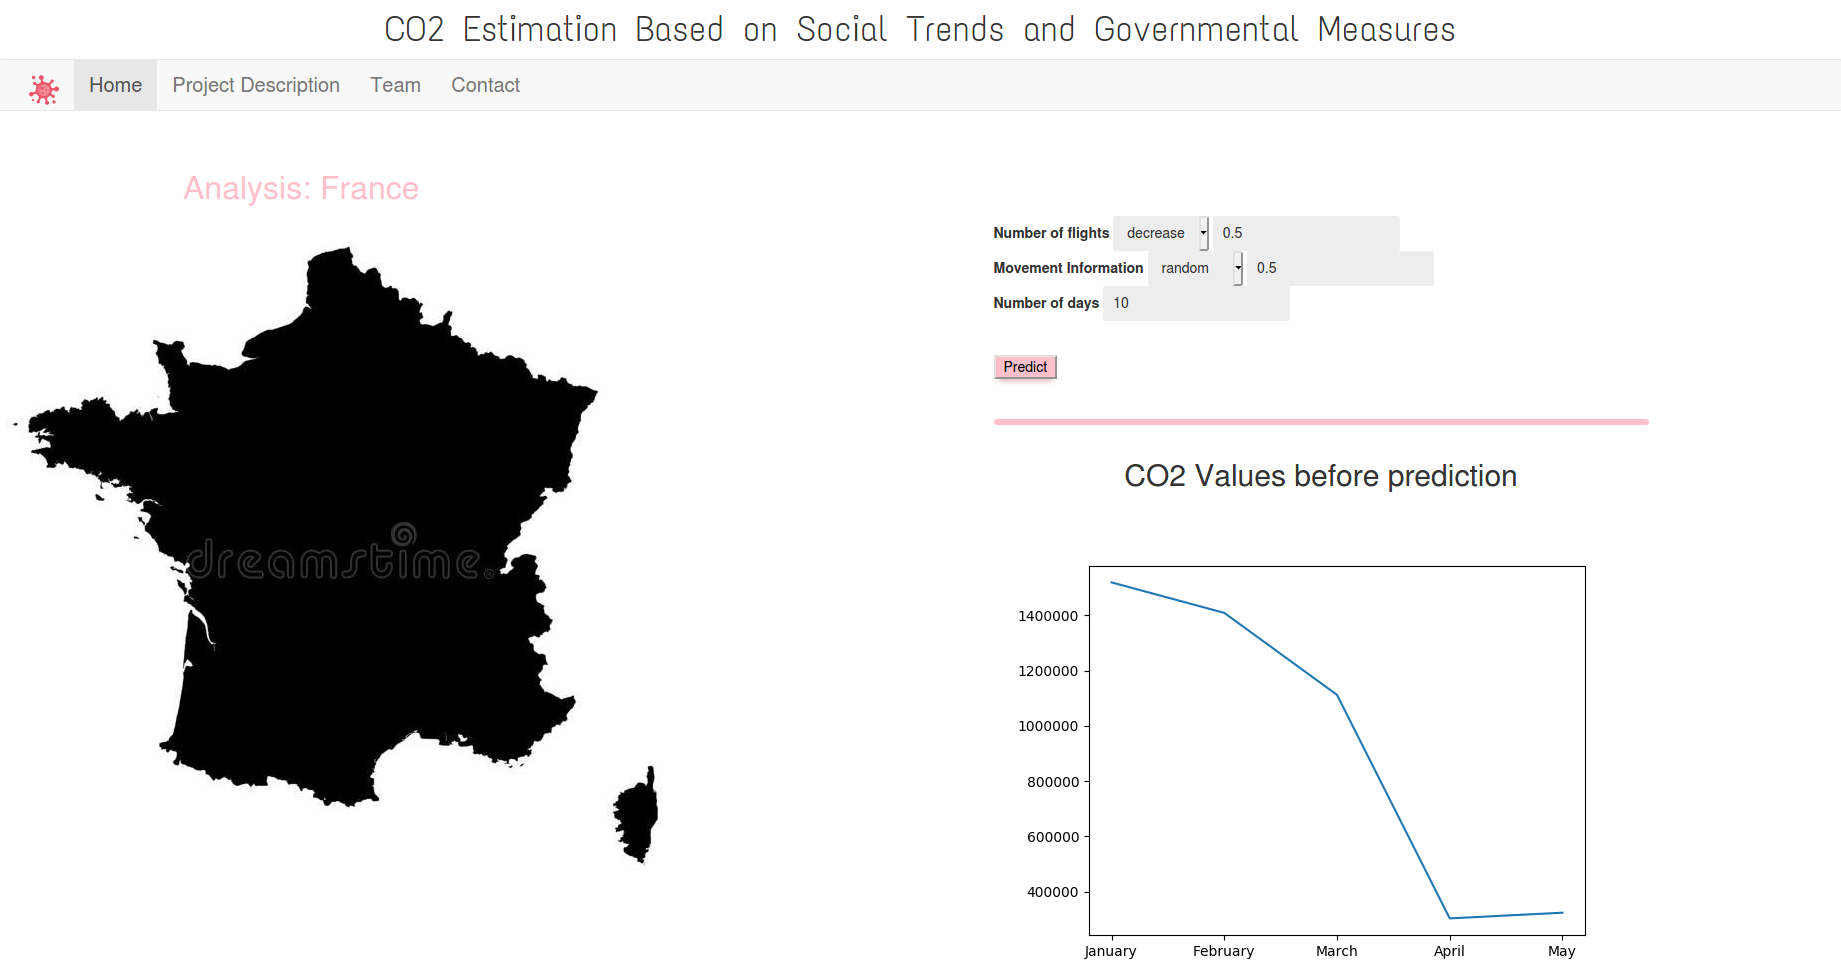 CO2 Estimation Based on Social Trends and Governmental Measures
Home Project Description Team Contact
Analysis: France
dreamstime.
Number of flights decrease 0.5
Movement Information random 0.5
Number of days 10
Predict
CO2 Values before prediction
1400000
1200000
1000000
800000
600000
400000
January February March April May